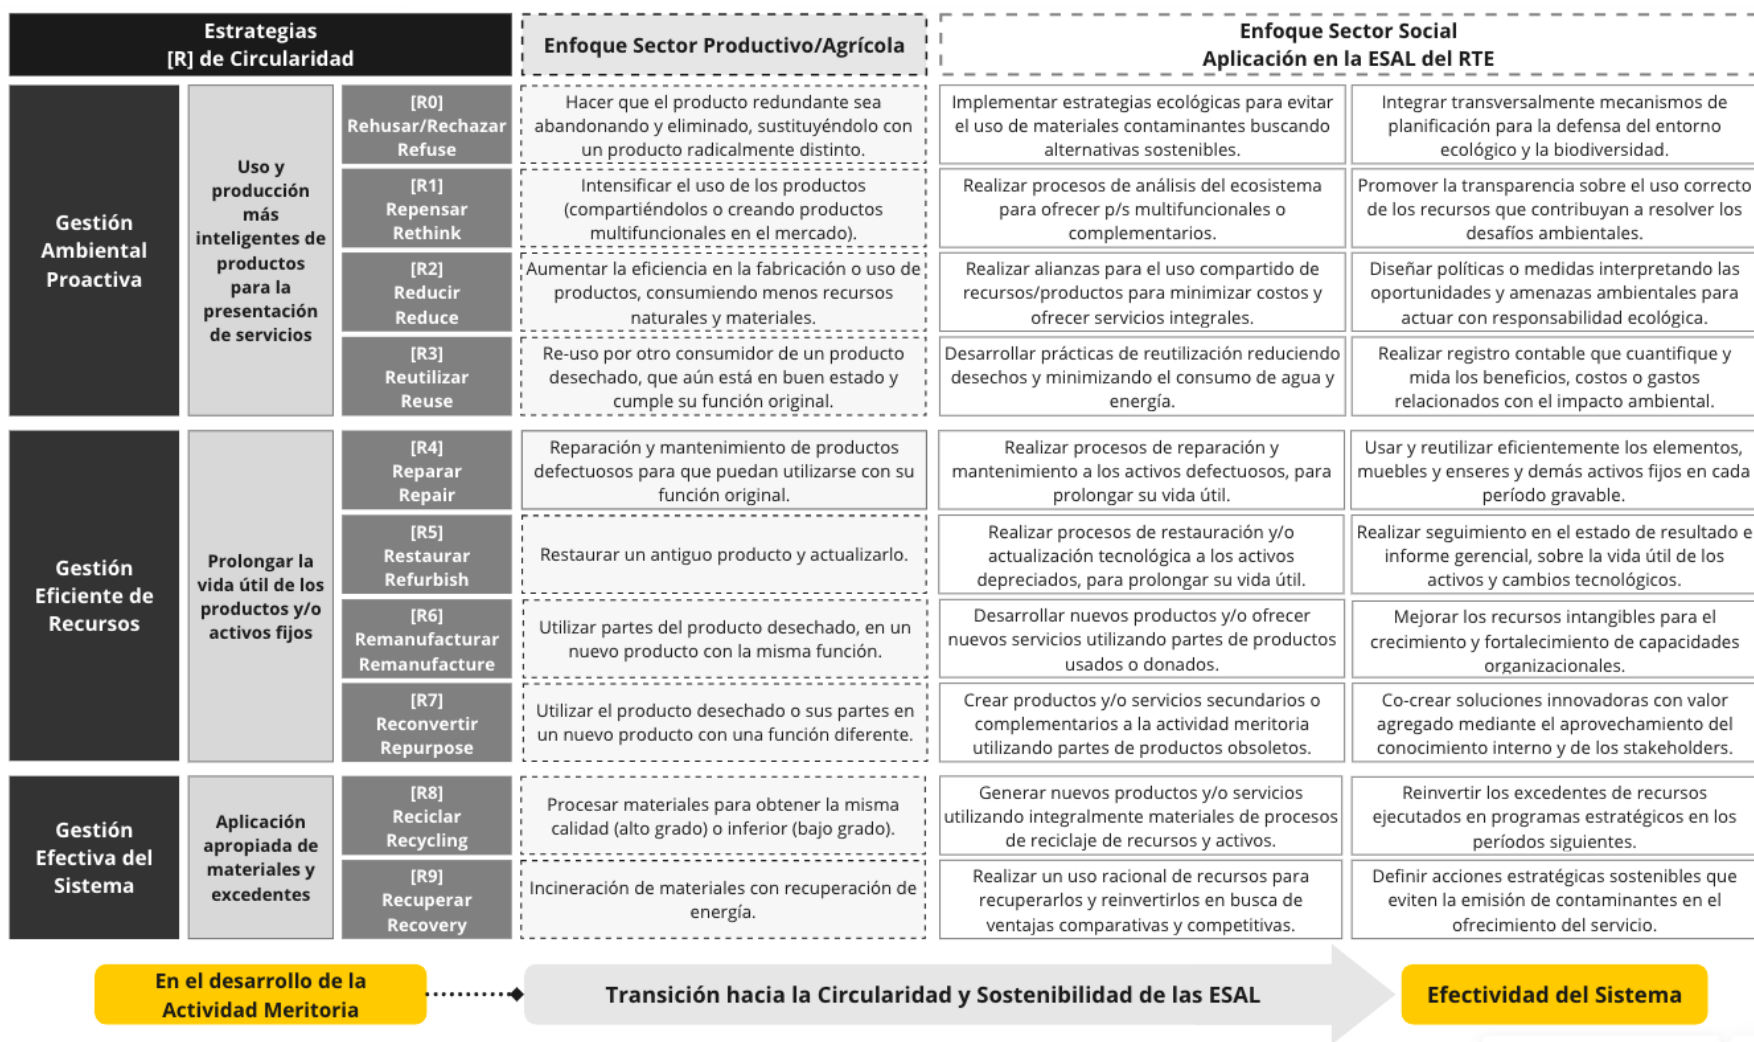 Estrategias
[R] de Circularidad
Enfoque Sector Productivo/Agrícola
Enfoque Sector Social
Aplicación en la ESAL del RTE
Gestión
Ambiental
Proactiva
Uso y
producción
más
inteligentes de
productos
para la
presentación
de servicios
[R0]
Rehusar/Rechazar
Refuse
Hacer que el producto redundante sea
abandonando y eliminado, sustituyéndolo con
un producto radicalmente distinto.
Implementar estrategias ecológicas para evitar
el uso de materiales contaminantes buscando
alternativas sostenibles.
Integrar transversalmente mecanismos de
planificación para la defensa del entorno
ecológico y la biodiversidad.
[R1]
Repensar
Rethink
Intensificar el uso de los productos
(compartiéndolos o creando productos
multifuncionales en el mercado).
Realizar procesos de análisis del ecosistema
para ofrecer p/s multifuncionales o
complementarios.
Promover la transparencia sobre el uso correcto
de los recursos que contribuyan a resolver los
desafíos ambientales.
[R2]
Reducir
Reduce
Aumentar la eficiencia en la fabricación o uso de
productos, consumiendo menos recursos
naturales y materiales.
Realizar alianzas para el uso compartido de
recursos/productos para minimizar costos y
ofrecer servicios integrales.
Diseñar políticas o medidas interpretando las
oportunidades y amenazas ambientales para
actuar con responsabilidad ecológica.
[R3]
Reutilizar
Reuse
Re-uso por otro consumidor de un producto
desechado, que aún está en buen estado y
cumple su función original.
Desarrollar prácticas de reutilización reduciendo
desechos y minimizando el consumo de agua y
energía.
Realizar registro contable que cuantifique y
mida los beneficios, costos o gastos
relacionados con el impacto ambiental.
Gestión
Eficiente de
Recursos
Prolongar la
vida útil de los
productos y/o
activos fijos
[R4]
Reparar
Repair
Reparación y mantenimiento de productos
defectuosos para que puedan utilizarse con su
función original.
Realizar procesos de reparación y
mantenimiento a los activos defectuosos, para
prolongar su vida útil.
Usar y reutilizar eficientemente los elementos,
muebles y enseres y demás activos fijos en cada
período gravable.
[R5]
Restaurar
Refurbish
Restaurar un antiguo producto y actualizarlo.
Realizar procesos de restauración y/o
actualización tecnológica a los activos
depreciados, para prolongar su vida útil.
Realizar seguimiento en el estado de resultado e
informe gerencial, sobre la vida útil de los
activos y cambios tecnológicos.
[R6]
Remanufacturar
Remanufacture
Utilizar partes del producto desechado, en un
nuevo producto con la misma función.
Desarrollar nuevos productos y/o ofrecer
nuevos servicios utilizando partes de productos
usados o donados.
Mejorar los recursos intangibles para el
crecimiento y fortalecimiento de capacidades
organizacionales.
[R7]
Reconvertir
Repurpose
Utilizar el producto desechado o sus partes en
un nuevo producto con una función diferente.
Crear productos y/o servicios secundarios o
complementarios a la actividad meritoria
utilizando partes de productos obsoletos.
Co-crear soluciones innovadoras con valor
agregado mediante el aprovechamiento del
conocimiento interno y de los stakeholders.
Gestión
Efectiva del
Sistema
Aplicación
apropiada de
materiales y
excedentes
[R8]
Reciclar
Recycling
Procesar materiales para obtener la misma
calidad (alto grado) o inferior (bajo grado).
Generar nuevos productos y/o servicios
utilizando integralmente materiales de procesos
de reciclaje de recursos y activos.
Reinvertir los excedentes de recursos
ejecutados en programas estratégicos en los
períodos siguientes.
[R9]
Recuperar
Recovery
Incineración de materiales con recuperación de
energía.
Realizar un uso racional de recursos para
recuperarlos y reinvertirlos en busca de
ventajas comparativas y competitivas.
Definir acciones estratégicas sostenibles que
eviten la emisión de contaminantes en el
ofrecimiento del servicio.
En el desarrollo de la
Actividad Meritoria
Transición hacia la Circularidad y Sostenibilidad de las ESAL
Efectividad del Sistema